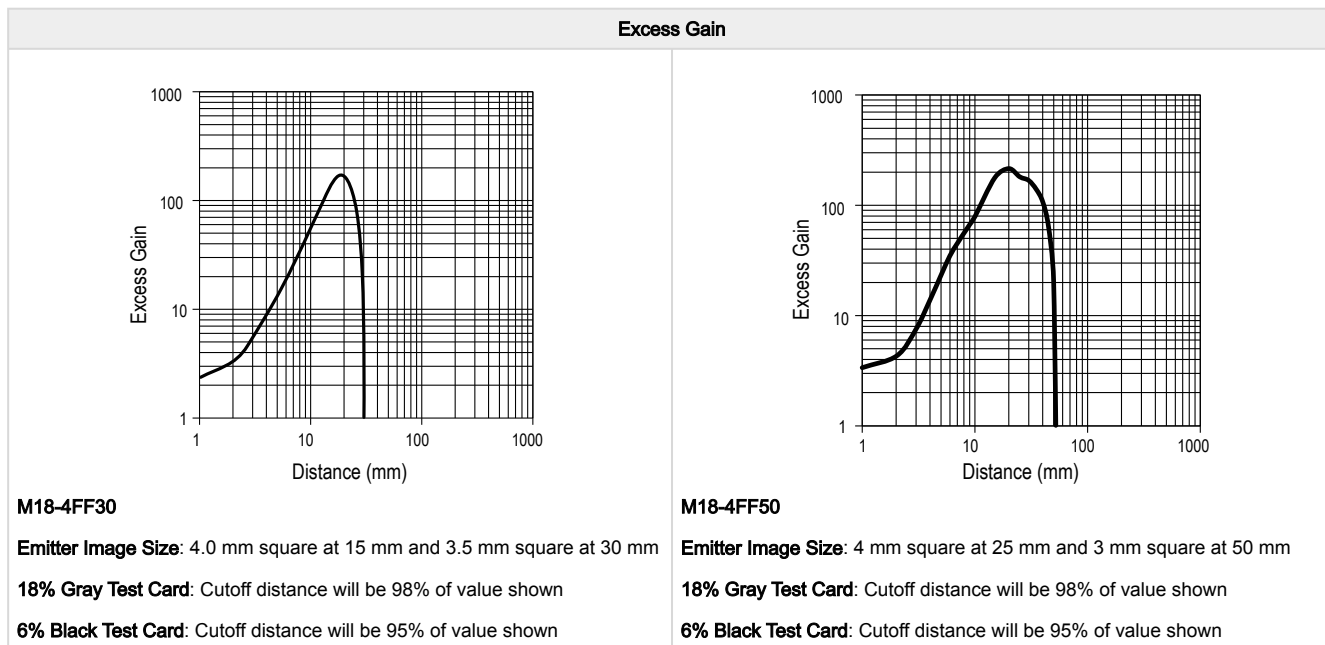 Excess Gain
1000
100
10
1
Excess Gain
1
10
100
1000
Distance (mm)
M18-4FF30
Emitter Image Size: 4.0 mm square at 15 mm and 3.5 mm square at 30 mm
18% Gray Test Card: Cutoff distance will be 98% of value shown
6% Black Test Card: Cutoff distance will be 95% of value shown
1000
100
10
1
Excess Gain
1
10
100
1000
Distance (mm)
M18-4FF50
Emitter Image Size: 4 mm square at 25 mm and 3 mm square at 50 mm
18% Gray Test Card: Cutoff distance will be 98% of value shown
6% Black Test Card: Cutoff distance will be 95% of value shown